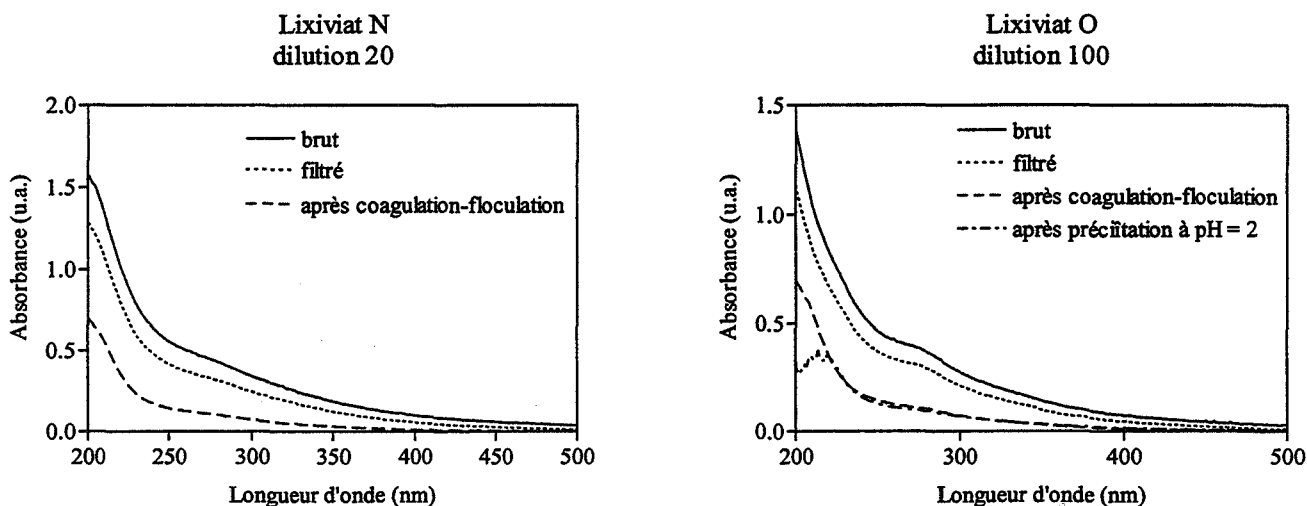 Lixiviat N
dilution 20
2.0
1.5
1.0
0.5
0.0
Absorbance (u.a.)
brut
filtré
après coagulation-floculation
200 250 300 350 400 450 500
Longueur d'onde (nm)
Lixiviat O
dilution 100
1.5
1.0
0.5
0.0
Absorbance (u.a.)
brut
filtré
après coagulation-floculation
après préciîtation à pH = 2
200 300 400 500
Longueur d'onde (nm)